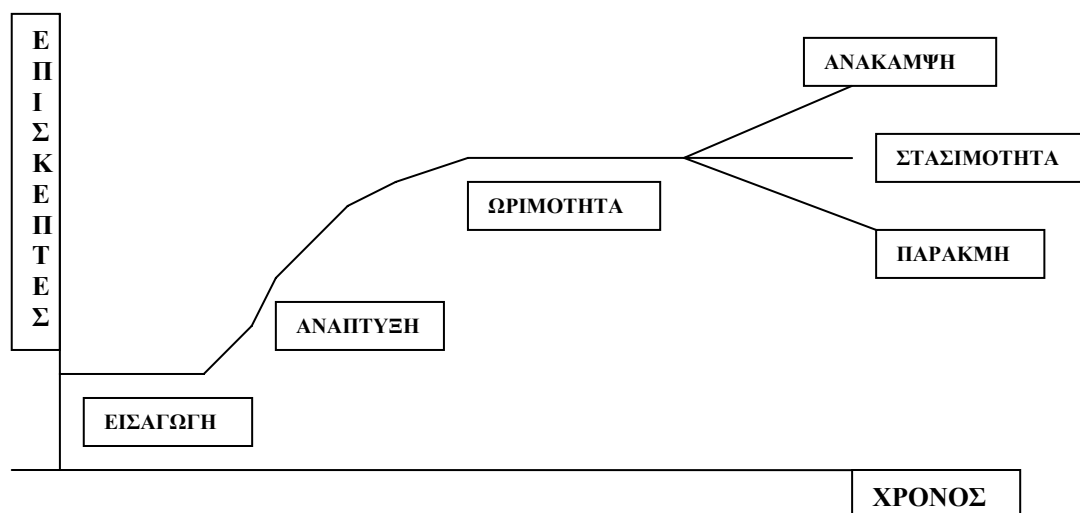 ΕΠΙΣΚΕΠΤΕΣ
ΑΝΑΚΑΜΨΗ
ΣΤΑΣΙΜΟΤΗΤΑ
ΩΡΙΜΟΤΗΤΑ
ΠΑΡΑΚΜΗ
ΑΝΑΠΤΥΞΗ
ΕΙΣΑΓΩΓΗ
ΧΡΟΝΟΣ